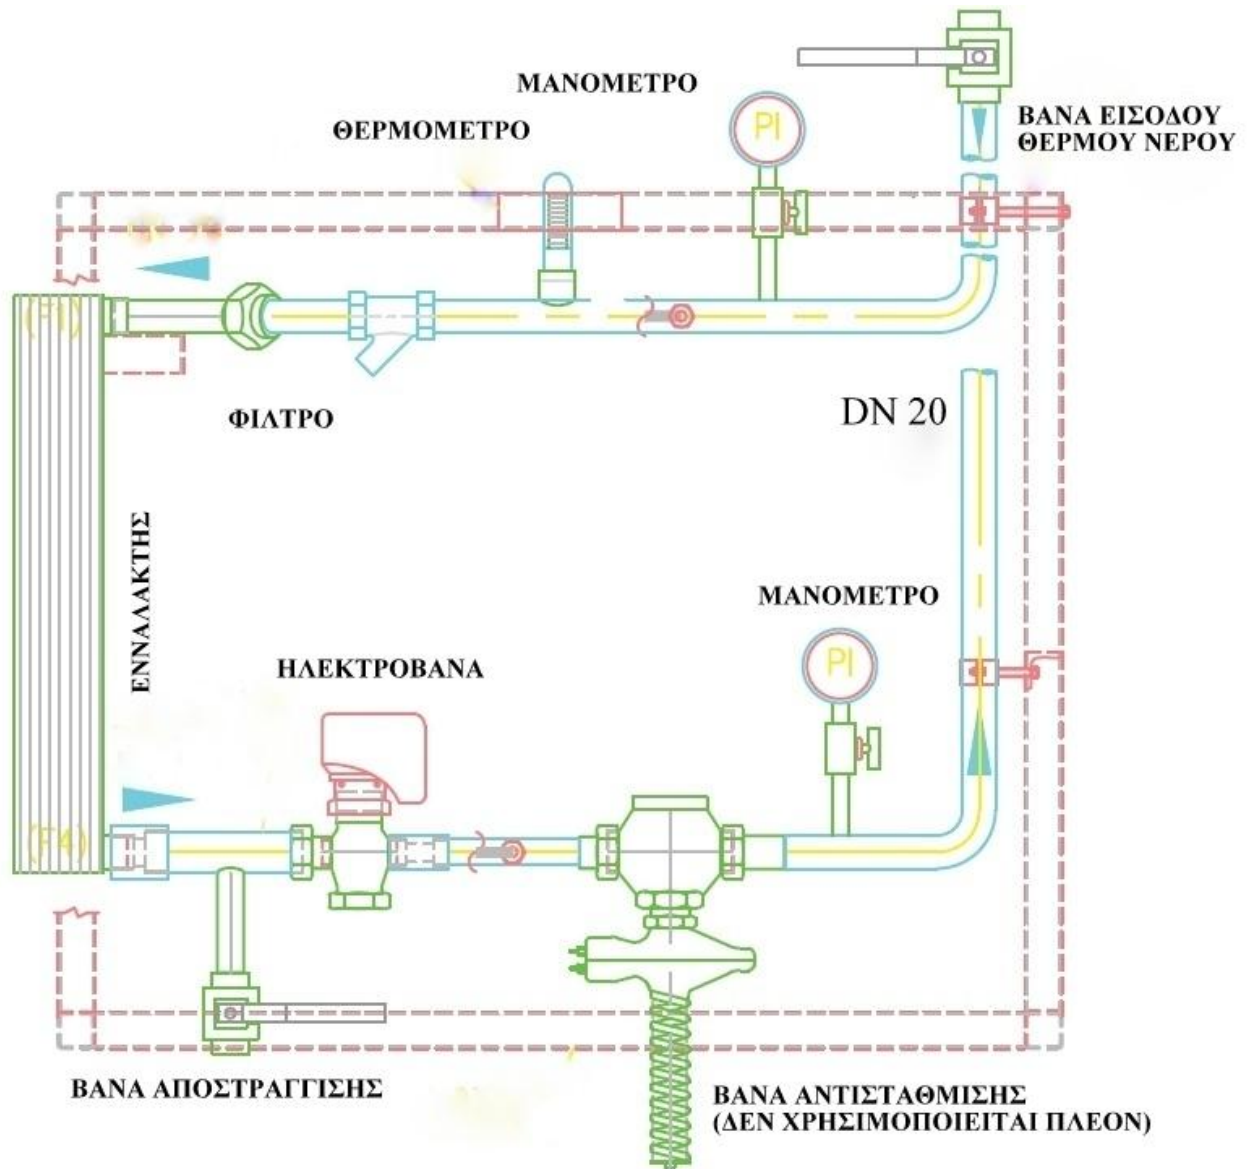 ΜΑΝΟΜΕΤΡΟ
ΘΕΡΜΟΜΕΤΡΟ
PI
ΒΑΝΑ ΕΙΣΟΔΟΥ
ΘΕΡΜΟΥ ΝΕΡΟΥ
(F1)
ΦΙΛΤΡΟ
DN 20
ΕΝΝΑΛΑΚΤΗΣ
ΜΑΝΟΜΕΤΡΟ
ΗΛΕΚΤΡΟΒΑΝΑ
PI
(F4)
ΒΑΝΑ ΑΠΟΣΤΡΑΓΓΙΣΗΣ
ΒΑΝΑ ΑΝΤΙΣΤΑΘΜΙΣΗΣ
(ΔΕΝ ΧΡΗΣΙΜΟΠΟΙΕΙΤΑΙ ΠΛΕΟΝ)